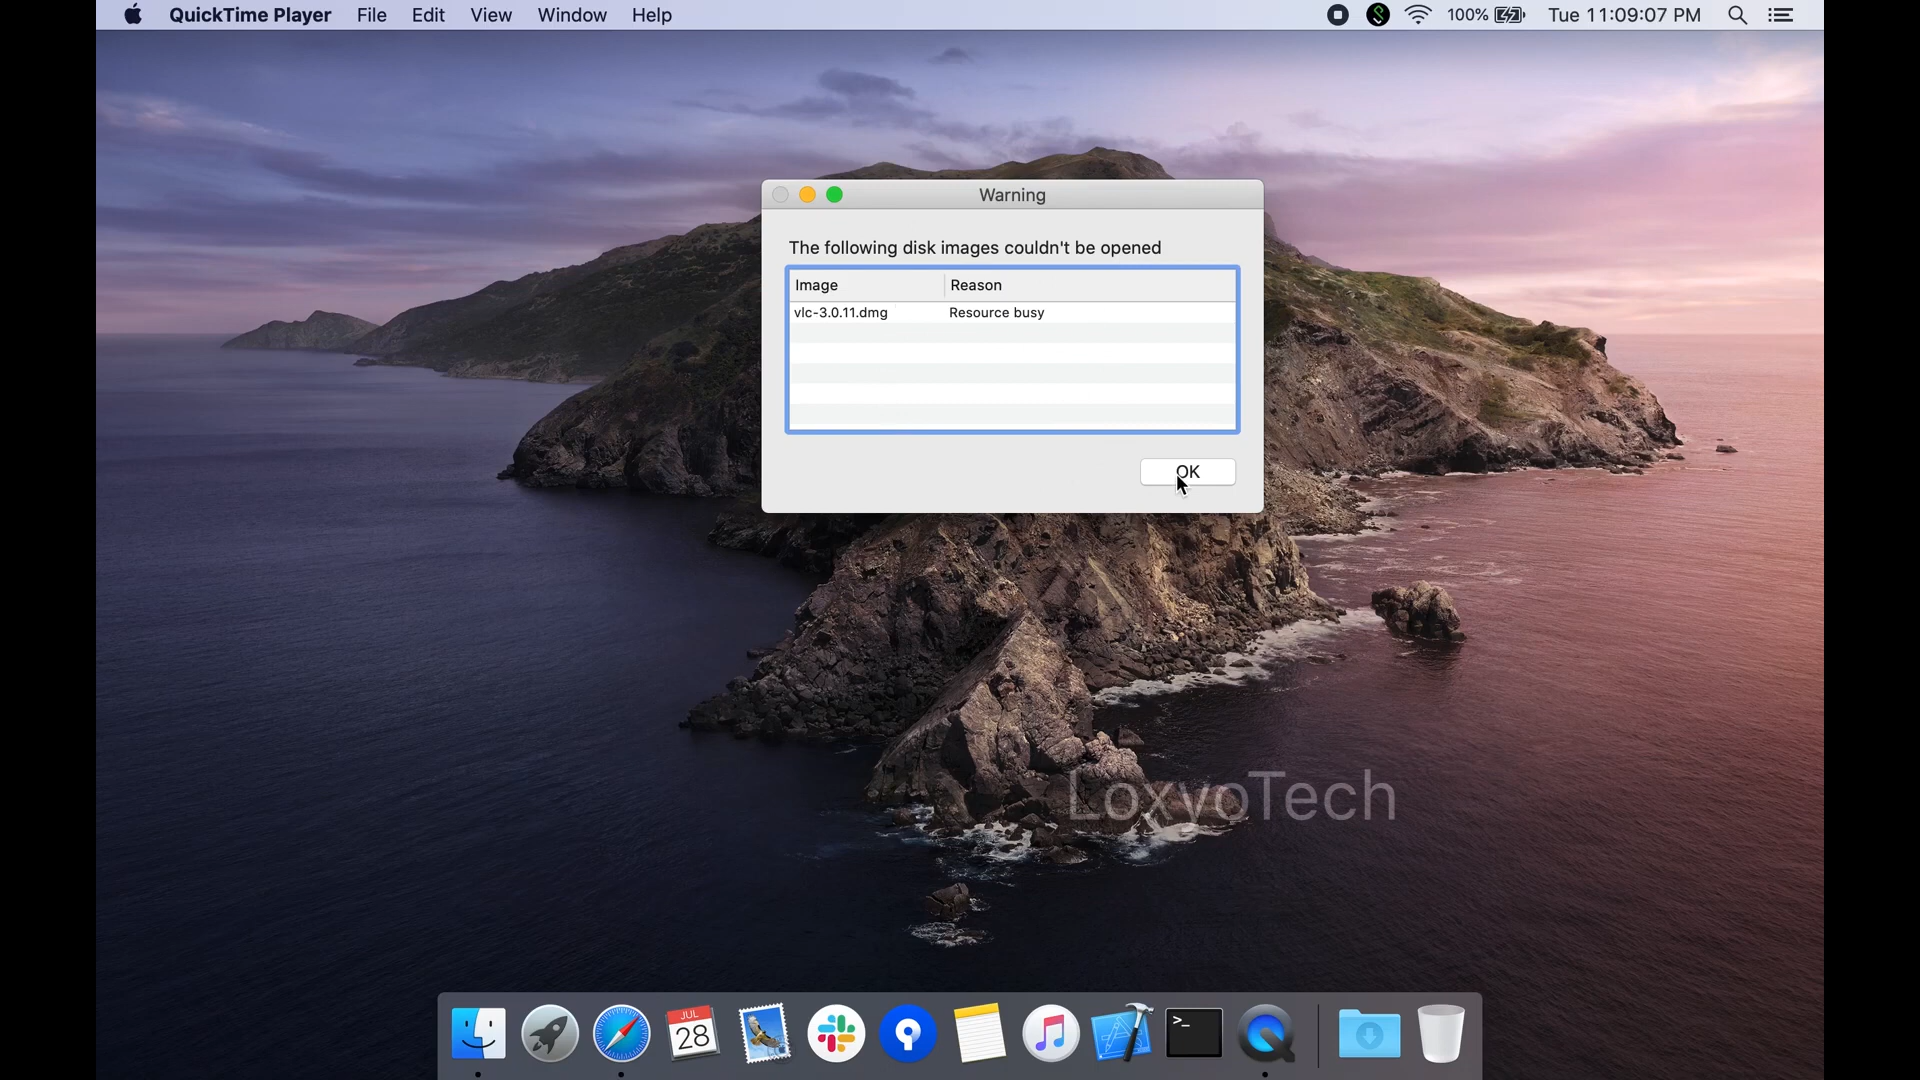 QuickTime Player File Edit View Window Help 100% Tue 11:09:07 PM
Warning
The following disk images couldn't be opened
Image Reason
vlc-3.0.11.dmg Resource busy
OK
LoxyoTech
JUL
28
>_